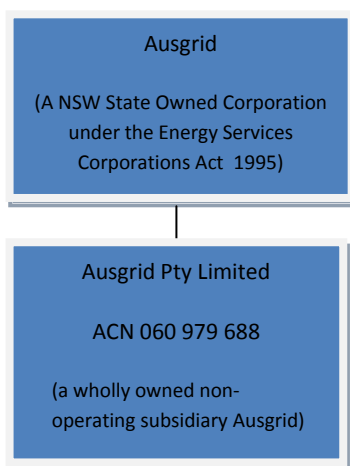 Ausgrid
(A NSW State Owned Corporation
under the Energy Services
Corporations Act 1995)
Ausgrid Pty Limited
ACN 060 979 688
(a wholly owned non-
operating subsidiary Ausgrid)